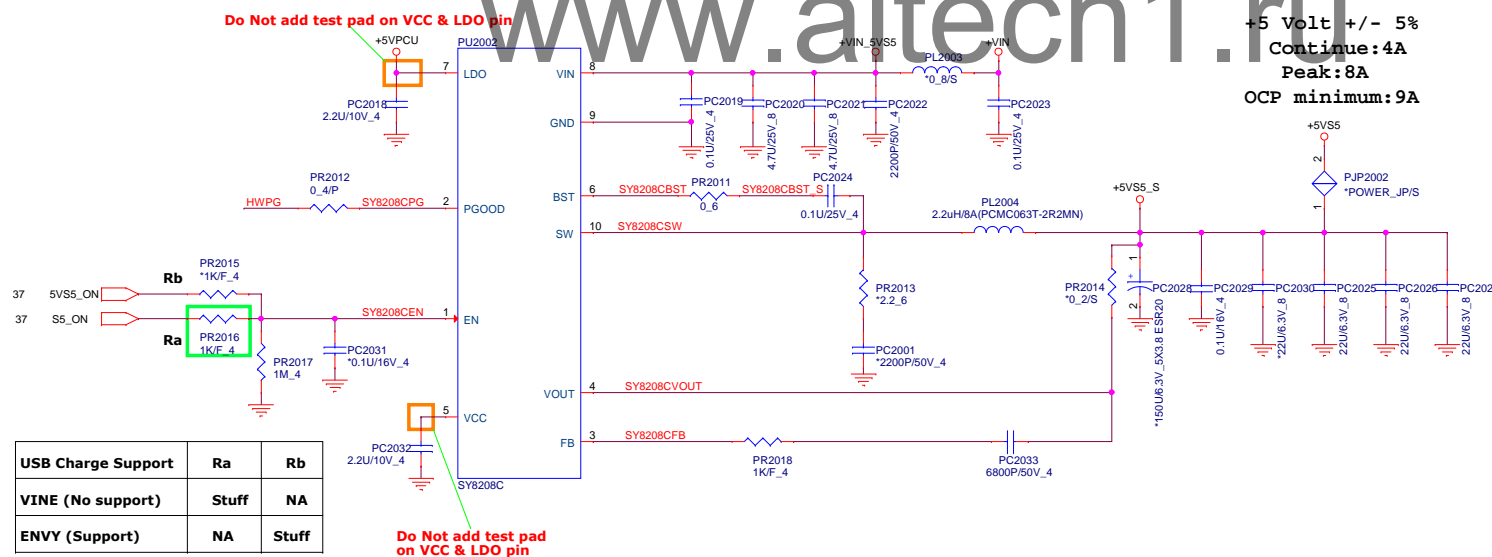 www.altech1.ru
Do Not add test pad on VCC & LDO pin
+5VPCU
PU2002
7
LDO
PC2018
2.2U/10V_4
+VIN_5VS5
PL2003
*0_8/S
+VIN
VIN
8
PC2019
0.1U/25V_4
PC2020
4.7U/25V_8
PC2021
4.7U/25V_8
PC2022
2200P/50V_4
PC2023
0.1U/25V_4
GND
9
+5 Volt +/- 5%
Continue:4A
Peak:8A
OCP minimum:9A
+5VS5
2
PJP2002
*POWER_JP/S
1
HWPG
PR2012
0_4/P
SY8208CPG
2
PGOOD
BST
6
SY8208CBST
PR2011
0_6
SY8208CBST_S
PC2024
0.1U/25V_4
SW
10
SY8208CSW
PL2004
2.2uH/8A(PCMC063T-2R2MN)
+5VS5_S
PR2013
*2.2_6
PC2001
*2200P/50V_4
PR2014
*0_2/S
1
+
2
PC2028
*150U/6.3V_5X3.8 ESR20
PC2029
0.1U/16V_4
PC2030
*22U/6.3V_8
PC2025
22U/6.3V_8
PC2026
22U/6.3V_8
PC202
22U/6.3V_8
Rb
PR2015
*1K/F_4
37
5VS5_ON
37
S5_ON
Ra
PR2016
1K/F_4
SY8208CEN
1
EN
PR2017
1M_4
PC2031
*0.1U/16V_4
VOUT
4
SY8208CVOUT
5
VCC
PC2032
2.2U/10V_4
FB
3
SY8208CFB
PR2018
1K/F_4
PC2033
6800P/50V_4
SY8208C
USB Charge Support Ra Rb
VINE (No support) Stuff NA
ENVY (Support) NA Stuff
Do Not add test pad
on VCC & LDO pin